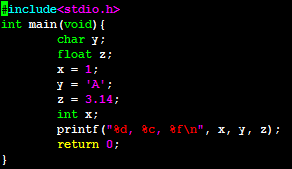 #include<stdio.h>
int main(void){
        char y;
        float z;
        x = 1;
        y = 'A';
        z = 3.14;
        int x;
        printf("%d, %c, %f\n", x, y, z);
        return 0;
}